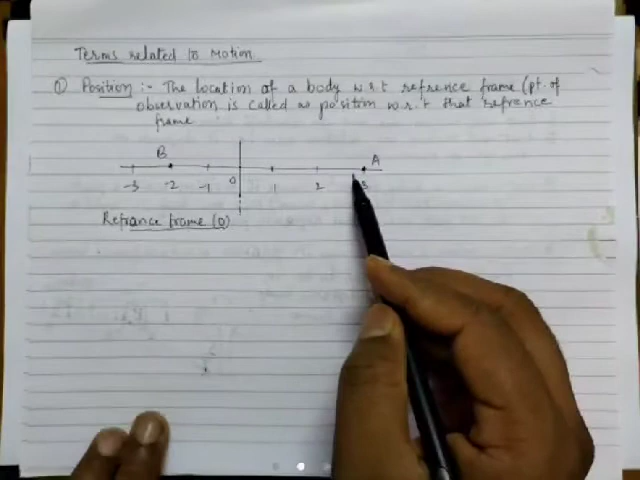 Terms related to Motion
① Position :- The location of a body w.r.t refrence frame (pt. of
observation is called as position w.r.t that refrence
frame
B A
-3 -2 -1 0 1 2 3
Refrance frame (0)